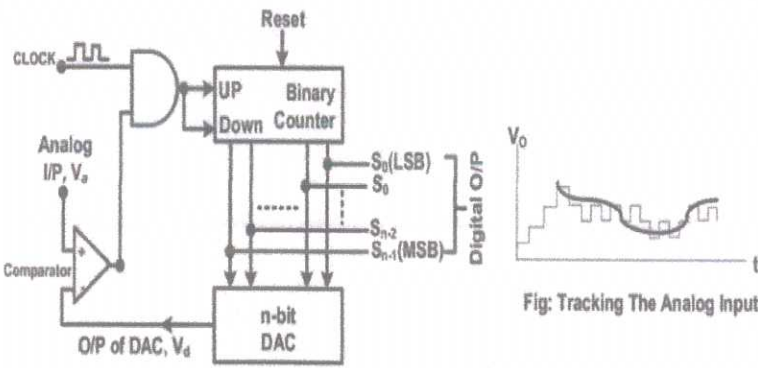 Reset
CLOCK
UP
Binary
Down
Counter
Analog
I/P, Va
S0(LSB)
S0
Sn-2
Sn-1(MSB)
Digital O/P
Comparator
+
-
n-bit
DAC
O/P of DAC, Vd
V0
t
Fig: Tracking The Analog Input